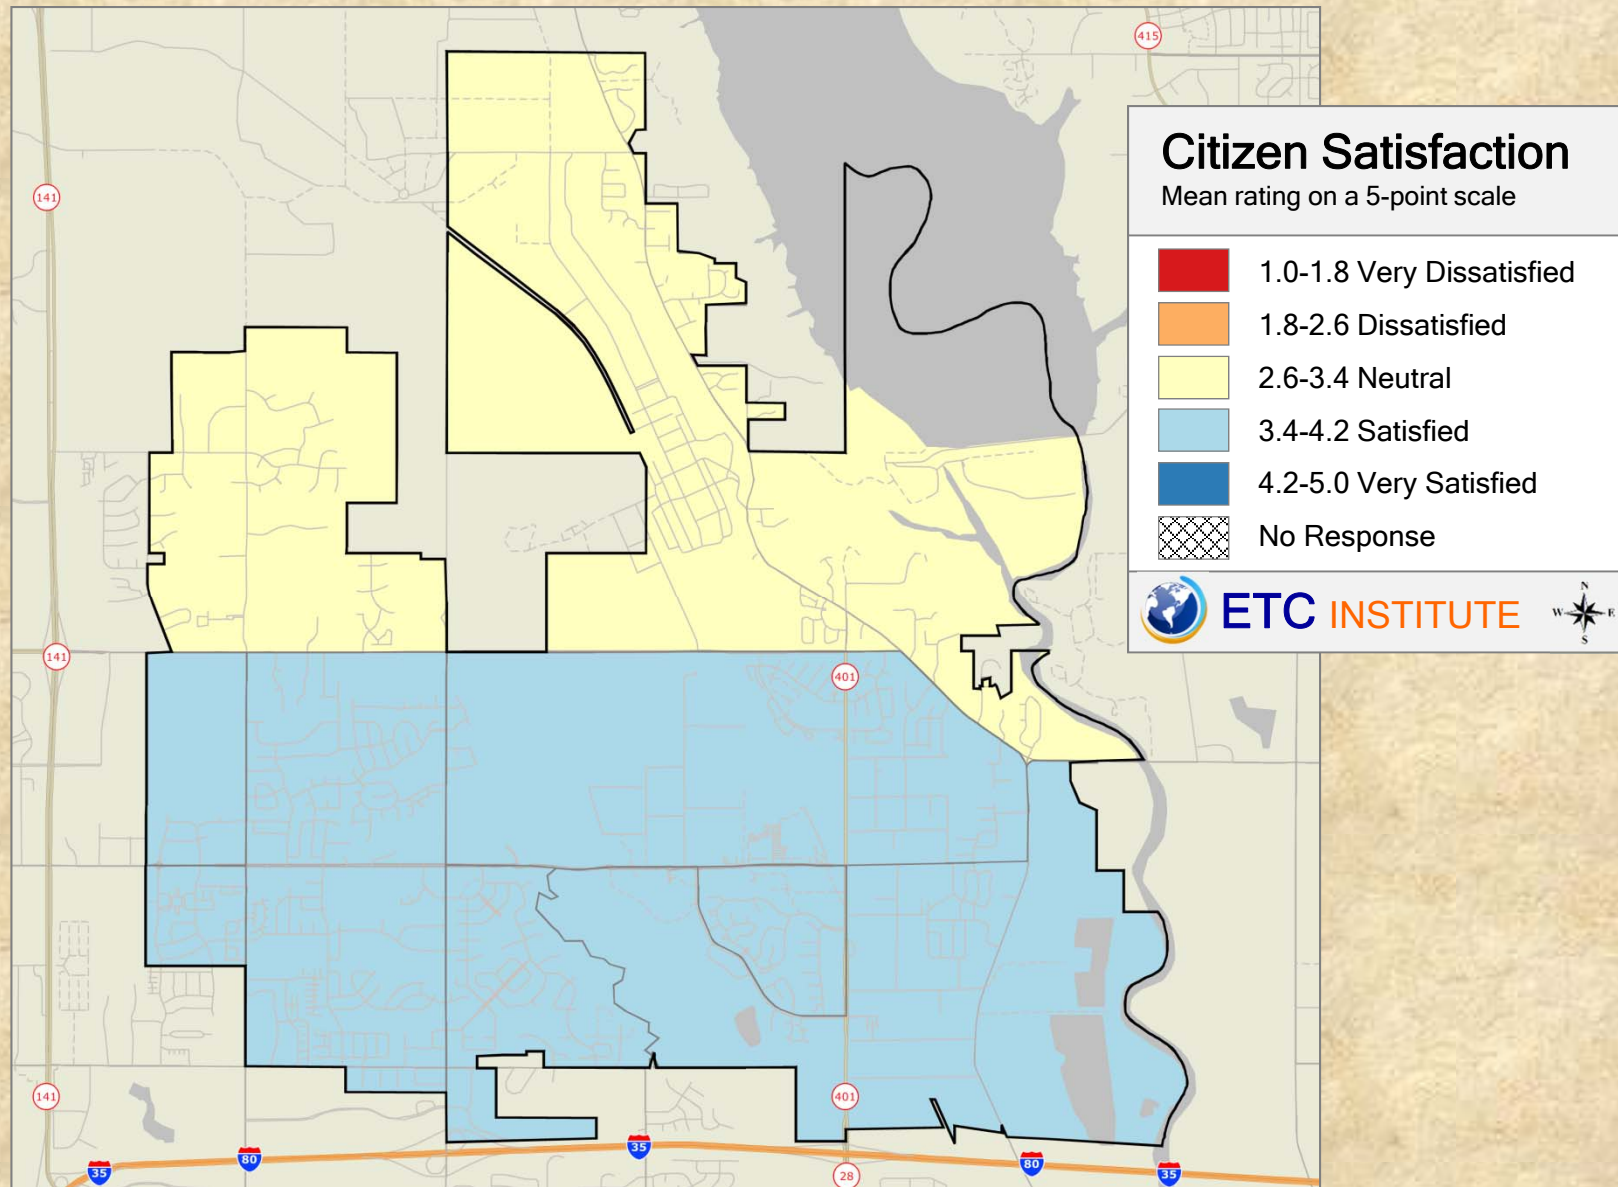 415
141
Citizen Satisfaction
Mean rating on a 5-point scale
1.0-1.8 Very Dissatisfied
1.8-2.6 Dissatisfied
2.6-3.4 Neutral
3.4-4.2 Satisfied
4.2-5.0 Very Satisfied
No Response
ETC INSTITUTE
N
W E
S
141
401
141
401
35
80
35
80
35
28